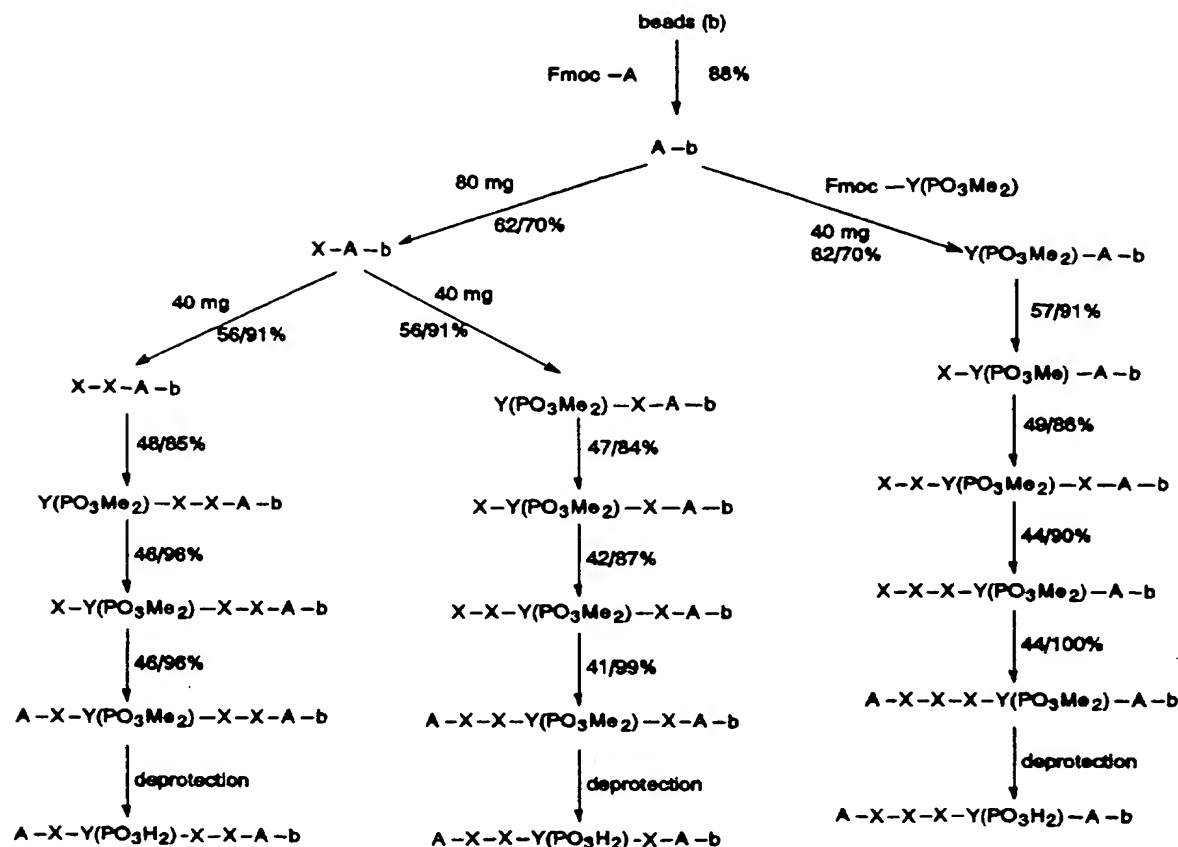 beads (b)
Fmoc –A 88%
A –b
80 mg
62/70%
Fmoc –Y(PO3Me2)
40 mg
62/70%
X–A–b
Y(PO3Me2)–A–b
40 mg
56/91%
40 mg
56/91%
57/91%
X–X–A–b
Y(PO3Me2)–X–A–b
X–Y(PO3Me)–A–b
48/85%
47/84%
49/86%
Y(PO3Me2)–X–X–A–b
X–Y(PO3Me2)–X–A–b
X–X–Y(PO3Me2)–X–A–b
46/96%
42/87%
44/90%
X–Y(PO3Me2)–X–X–A–b
X–X–Y(PO3Me2)–X–A–b
X–X–X–Y(PO3Me2)–A–b
46/96%
41/99%
44/100%
A–X–Y(PO3Me2)–X–X–A–b
A–X–X–Y(PO3Me2)–X–A–b
A–X–X–X–Y(PO3Me2)–A–b
deprotection
deprotection
deprotection
A–X–Y(PO3H2)-X–X–A–b
A–X–X–Y(PO3H2)-X–A–b
A–X–X–X–Y(PO3H2)–A–b